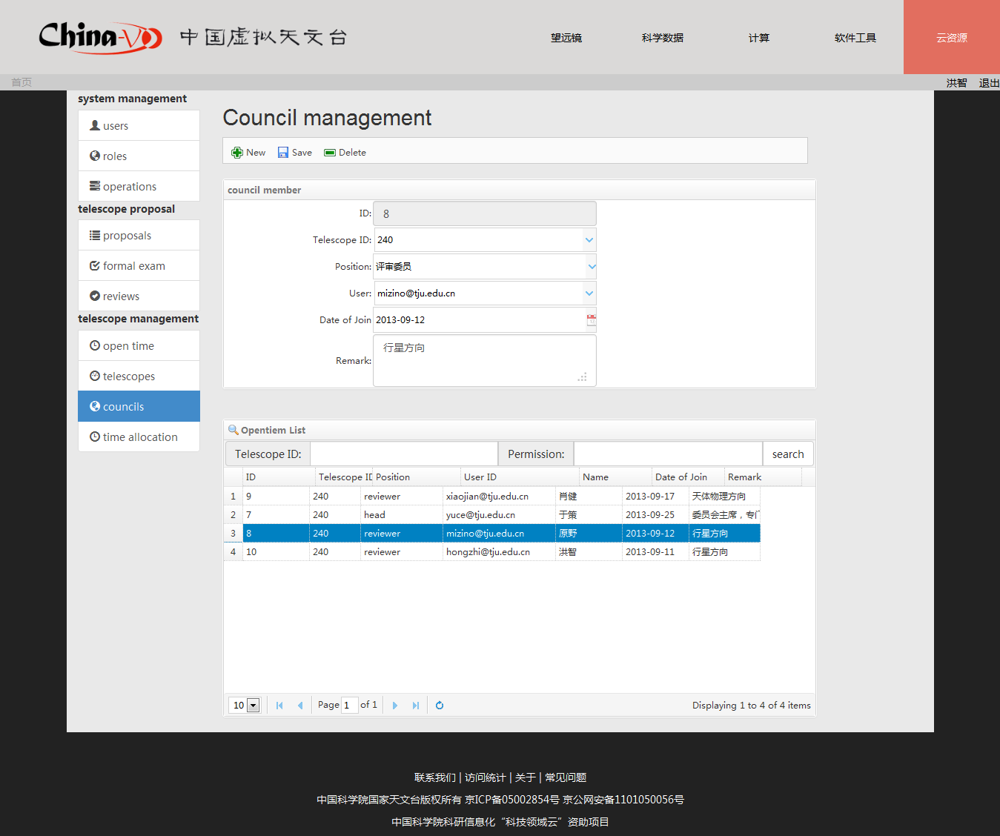 China-VO 中国虚拟天文台
望远镜 科学数据 计算 软件工具 云资源
首页 洪智 退出
system management
users
roles
operations
telescope proposal
proposals
formal exam
reviews
telescope management
open time
telescopes
councils
time allocation
Council management
New Save Delete
council member
ID: 8
Telescope ID: 240
Position: 评审委员
User: mizino@tju.edu.cn
Date of Join 2013-09-12
Remark: 行星方向
Opentiem List
Telescope ID: Permission: search
ID Telescope ID Position User ID Name Date of Join Remark
1 9 240 reviewer xiaojian@tju.edu.cn 肖健 2013-09-17 天体物理方向
2 7 240 head yuce@tju.edu.cn 于策 2013-09-25 委员会主席，专门
3 8 240 reviewer mizino@tju.edu.cn 原野 2013-09-12 行星方向
4 10 240 reviewer hongzhi@tju.edu.cn 洪智 2013-09-11 行星方向
10 Page 1 of 1 Displaying 1 to 4 of 4 items
联系我们 | 访问统计 | 关于 | 常见问题
中国科学院国家天文台版权所有 京ICP备05002854号 京公网安备1101050056号
中国科学院科研信息化“科技领域云”资助项目